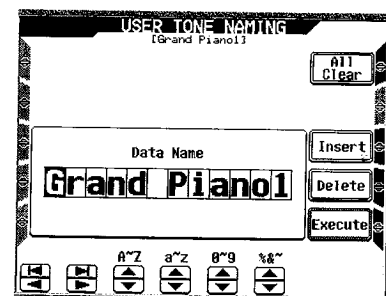 USER TONE NAMING
[Grand Piano1]
All
Clear
Data Name
Insert
Grand Piano1
Delete
Execute
A~Z a~z 0~9 %&~